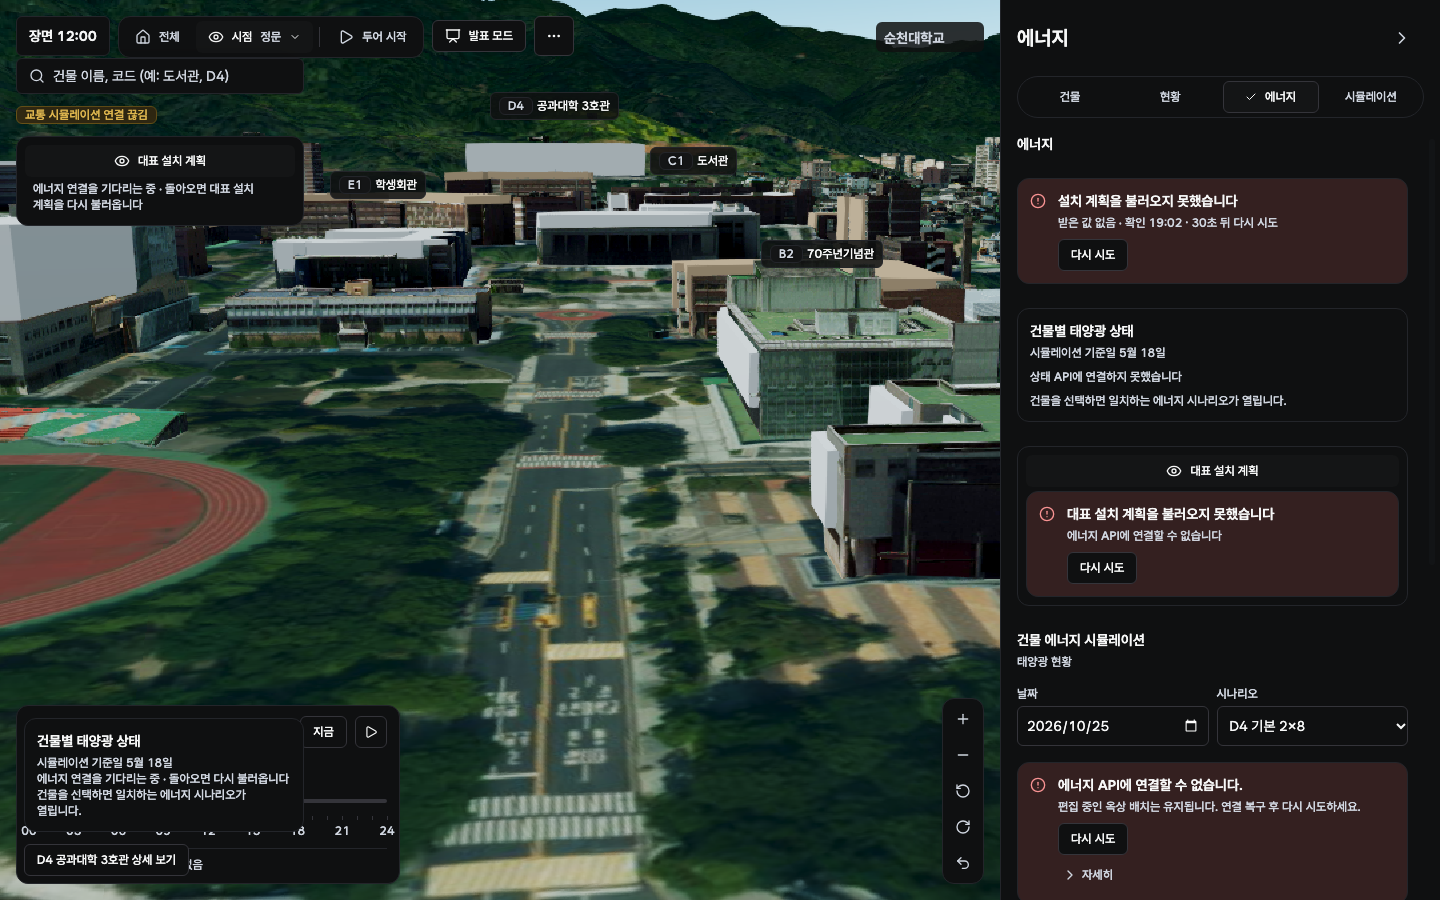 장면 12:00
전체
시점 정문
투어 시작
발표 모드
순천대학교
건물 이름, 코드 (예: 도서관, D4)
교통 시뮬레이션 연결 끊김
대표 설치 계획
에너지 연결을 기다리는 중 · 돌아오면 대표 설치
계획을 다시 불러옵니다
D4 공과대학 3호관
C1 도서관
E1 학생회관
B2 70주년기념관
건물별 태양광 상태
시뮬레이션 기준일 5월 18일
에너지 연결을 기다리는 중 · 돌아오면 다시 불러옵니다
건물을 선택하면 일치하는 에너지 시나리오가
열립니다.
지금
12 18 21 24
D4 공과대학 3호관 상세 보기
에너지
건물
현황
에너지
시뮬레이션
에너지
설치 계획을 불러오지 못했습니다
받은 값 없음 · 확인 19:02 · 30초 뒤 다시 시도
다시 시도
건물별 태양광 상태
시뮬레이션 기준일 5월 18일
상태 API에 연결하지 못했습니다
건물을 선택하면 일치하는 에너지 시나리오가 열립니다.
대표 설치 계획
대표 설치 계획을 불러오지 못했습니다
에너지 API에 연결할 수 없습니다
다시 시도
건물 에너지 시뮬레이션
태양광 현황
날짜
시나리오
2026/10/25
D4 기본 2×8
에너지 API에 연결할 수 없습니다.
편집 중인 옥상 배치는 유지됩니다. 연결 복구 후 다시 시도하세요.
다시 시도
자세히